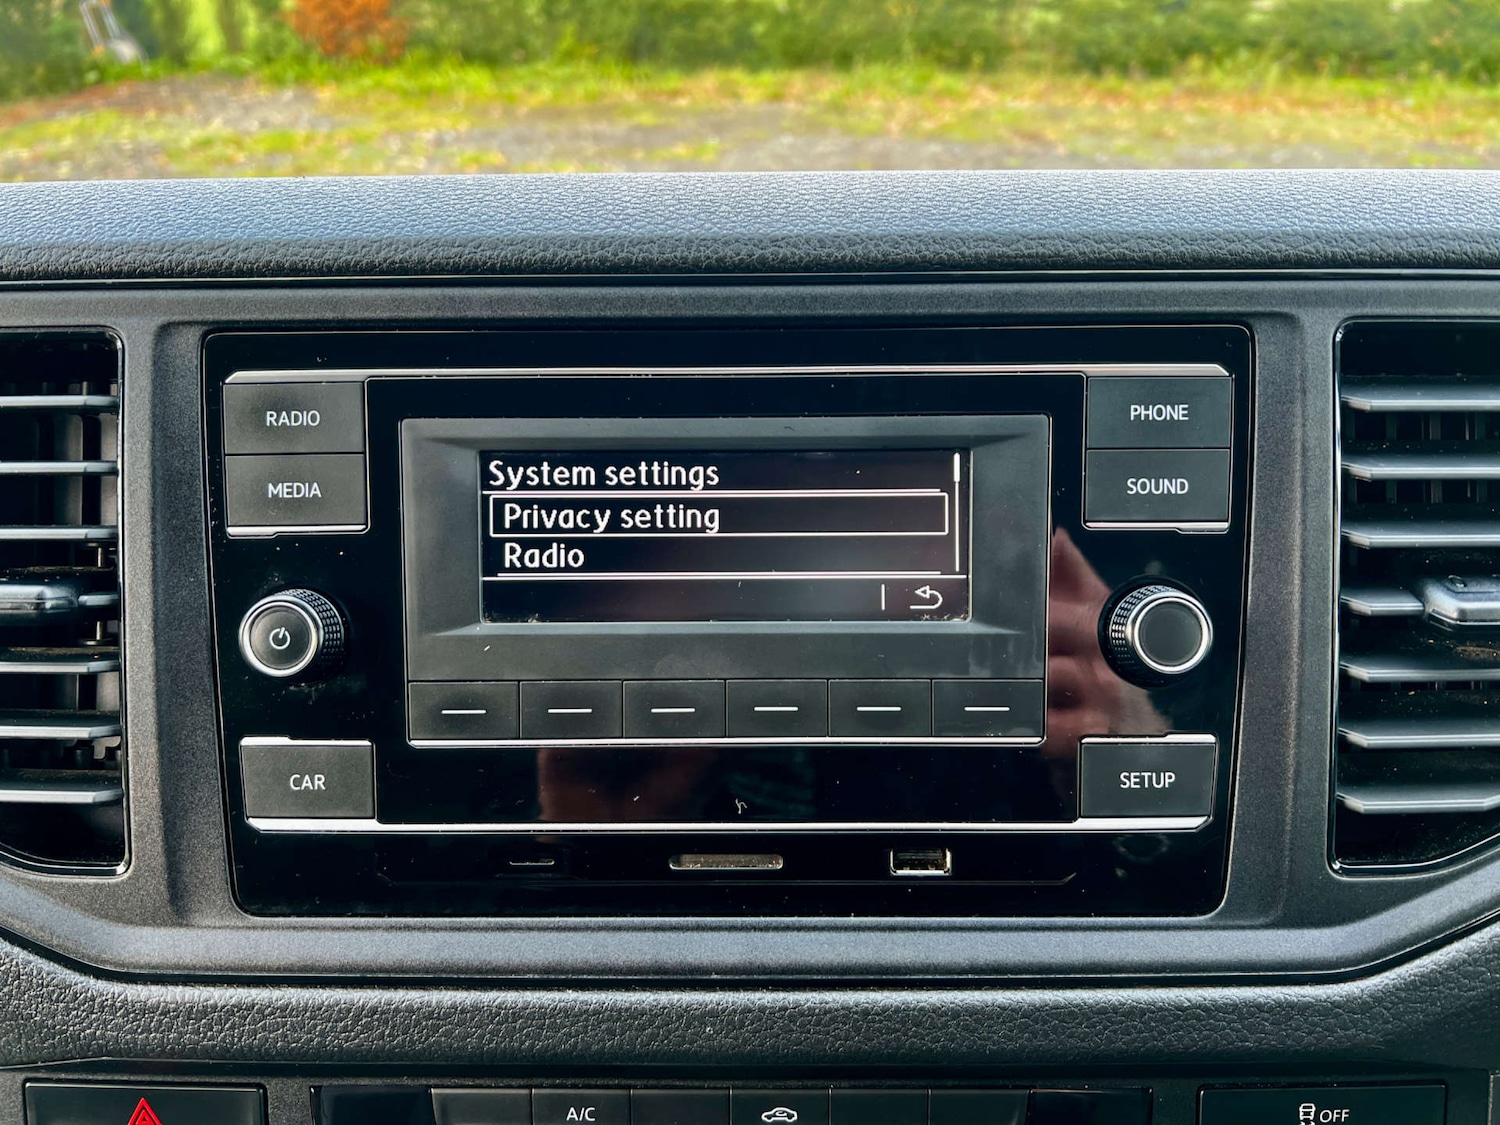 RADIO
PHONE
MEDIA
SOUND
System settings
Privacy setting
Radio
CAR
SETUP
A/C
OFF